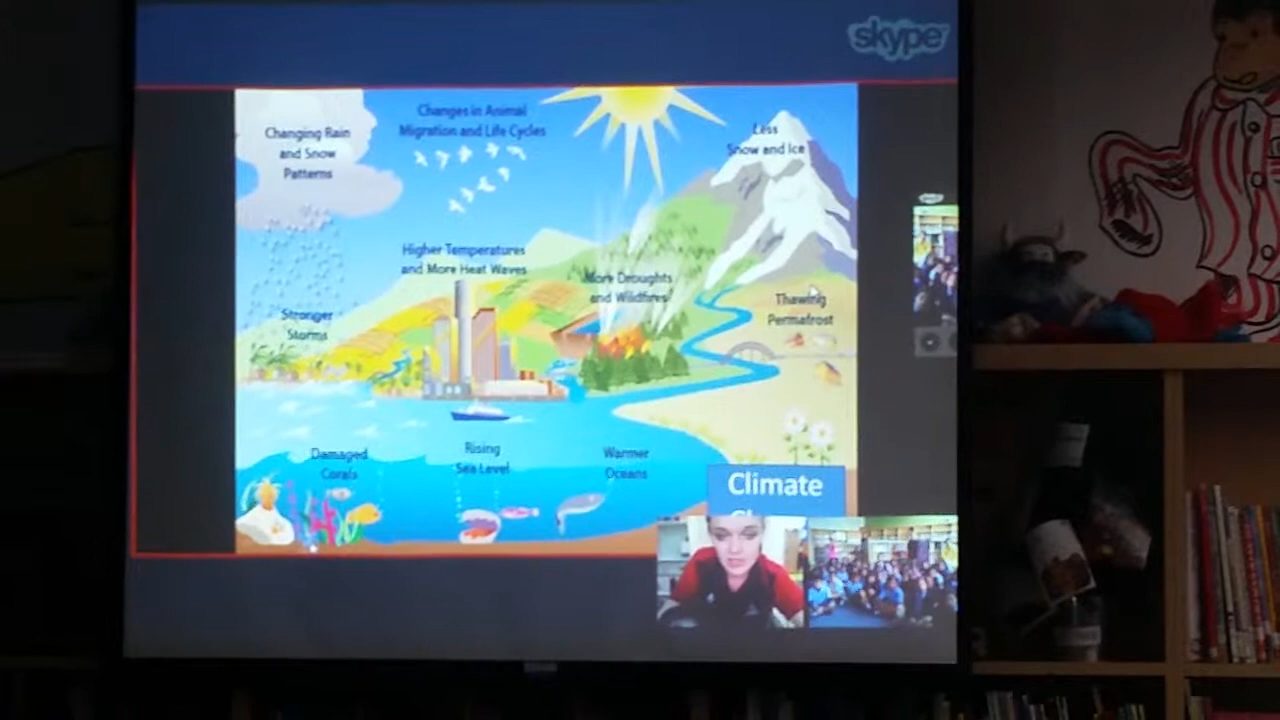 skype
Changing Rain
and Snow
Patterns
Changes in Animal
Migration and Life Cycles
Less
Snow and Ice
Higher Temperatures
and More Heat Waves
More Droughts
and Wildfires
Thawing
Permafrost
Stronger
Storms
Damaged
Corals
Rising
Sea Level
Warmer
Oceans
Climate